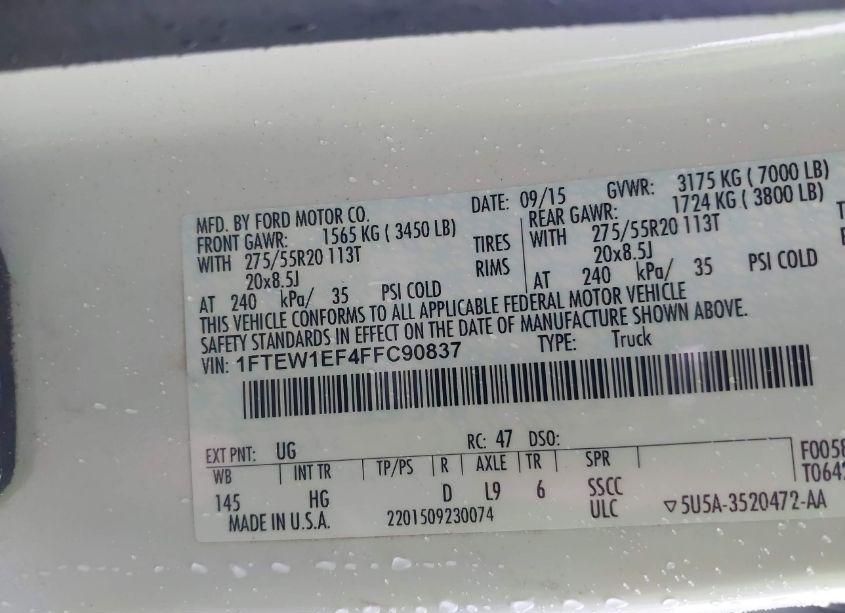 MFD. BY FORD MOTOR CO. DATE: 09/15 GVWR: 3175 KG ( 7000 LB)
FRONT GAWR: 1565 KG ( 3450 LB) REAR GAWR: 1724 KG ( 3800 LB)
WITH 275/55R20 113T TIRES WITH 275/55R20 113T
20x8.5J RIMS 20x8.5J
AT 240 kPa/ 35 PSI COLD AT 240 kPa/ 35 PSI COLD
THIS VEHICLE CONFORMS TO ALL APPLICABLE FEDERAL MOTOR VEHICLE
SAFETY STANDARDS IN EFFECT ON THE DATE OF MANUFACTURE SHOWN ABOVE.
VIN: 1FTEW1EF4FFC90837 TYPE: Truck
EXT PNT: UG RC: 47 DSO:
WB INT TR TP/PS R AXLE TR SPR
145 HG D L9 6 SSCC
ULC
MADE IN U.S.A. 2201509230074 5U5A-3520472-AA